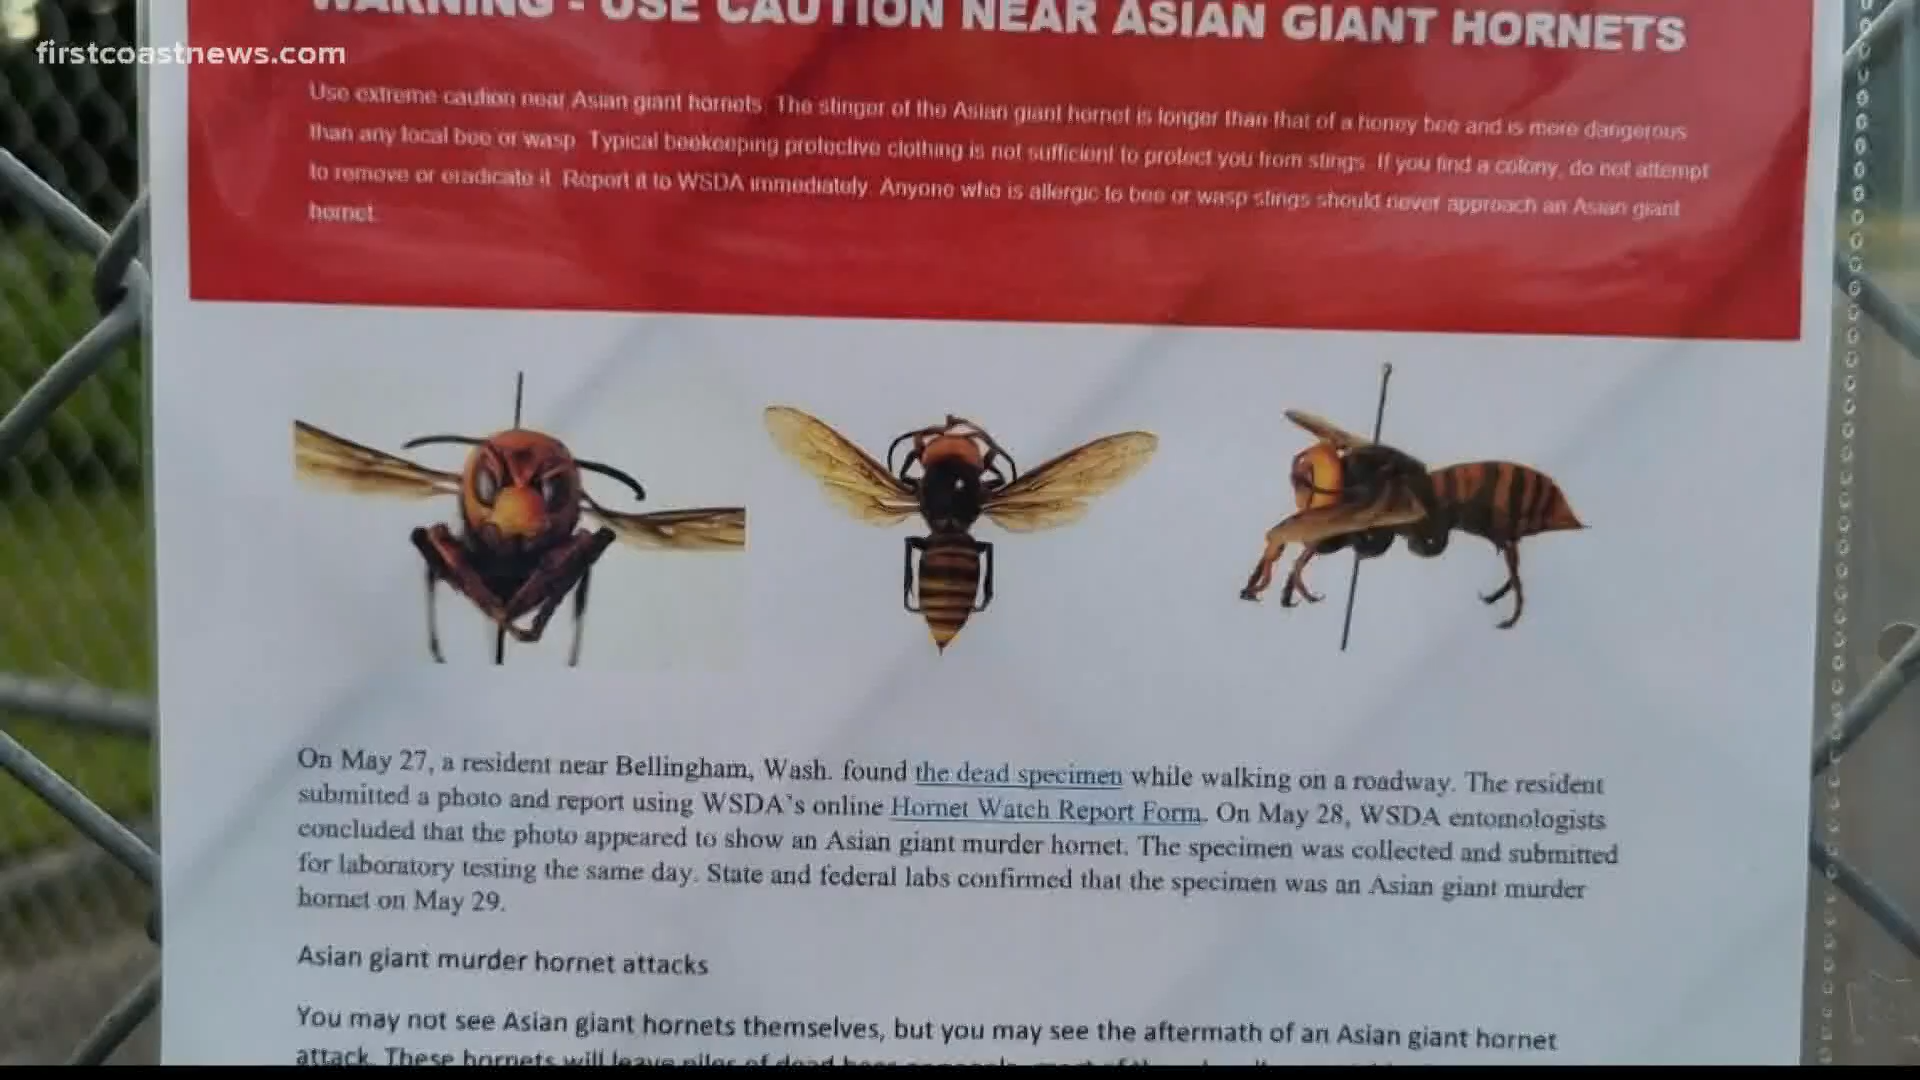 WARNING - USE CAUTION NEAR ASIAN GIANT HORNETS
firstcoastnews.com
Use extreme caution near Asian giant hornets. The stinger of the Asian giant hornet is longer than that of a honey bee and is more dangerous
than any local bee or wasp. Typical beekeeping protective clothing is not sufficient to protect you from stings. If you find a colony, do not attempt
to remove or eradicate it. Report it to WSDA immediately. Anyone who is allergic to bee or wasp stings should never approach an Asian giant
hornet.
On May 27, a resident near Bellingham, Wash. found the dead specimen while walking on a roadway. The resident
submitted a photo and report using WSDA's online Hornet Watch Report Form. On May 28, WSDA entomologists
concluded that the photo appeared to show an Asian giant murder hornet. The specimen was collected and submitted
for laboratory testing the same day. State and federal labs confirmed that the specimen was an Asian giant murder
hornet on May 29.
Asian giant murder hornet attacks
You may not see Asian giant hornets themselves, but you may see the aftermath of an Asian giant hornet
attack. These hornets will leave piles of dead bees